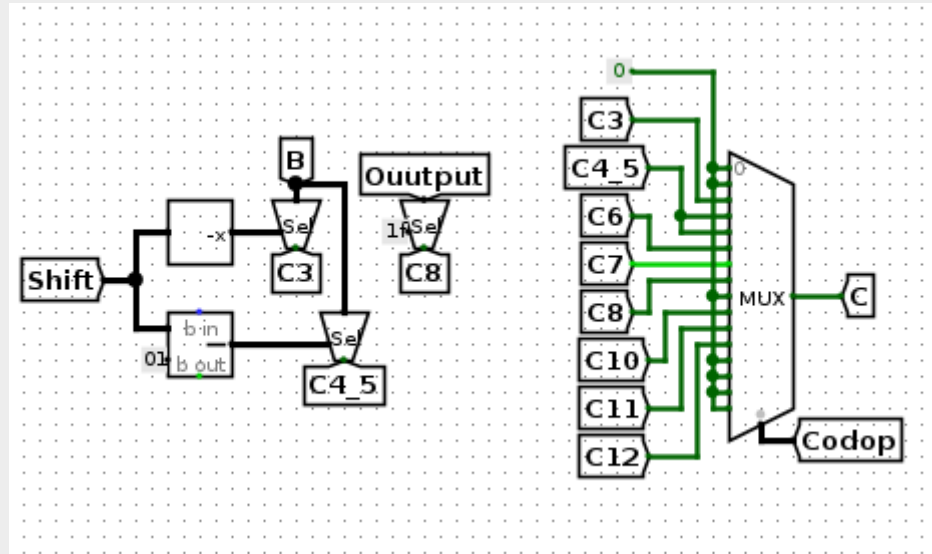 0
C3
B
C4_5
0
Ouutput
-x
Sel
1f
Sel
C6
Shift
C3
C8
C7
MUX
C
b in
Sel
C8
01
b out
C10
C4_5
C11
Codop
C12